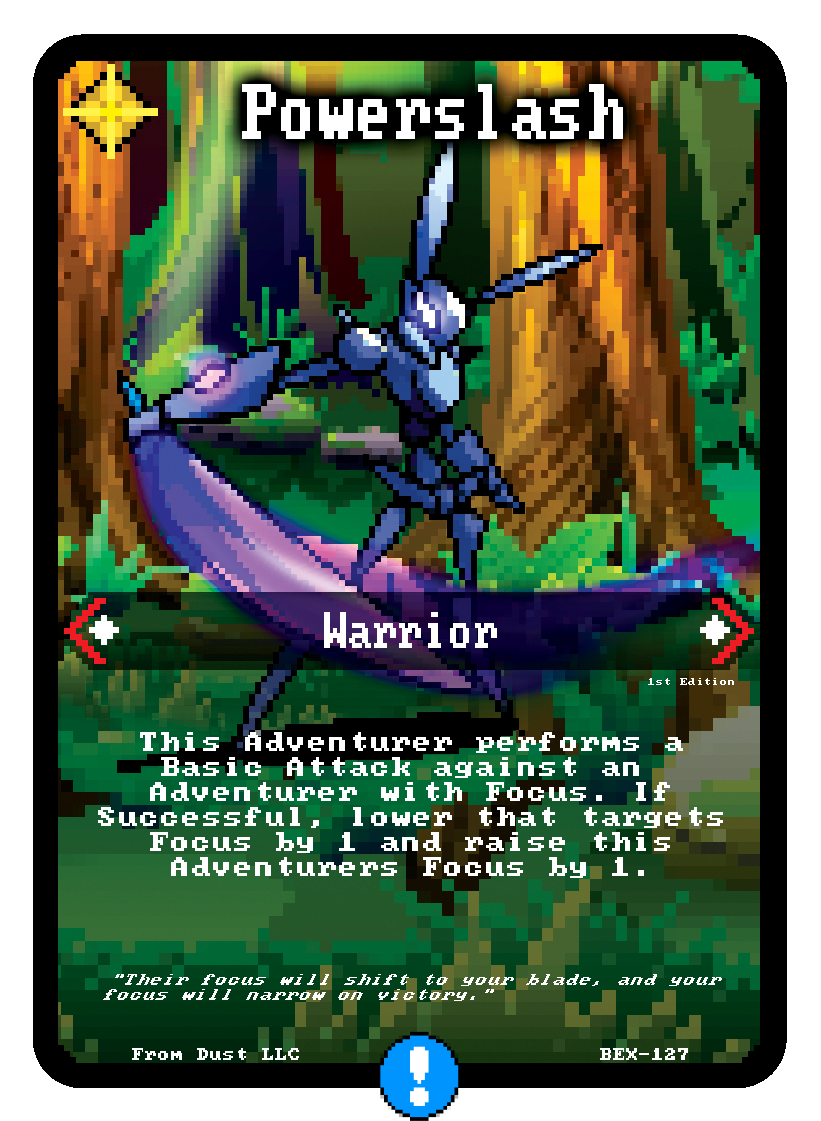 Powerslash
Warrior
1st Edition
This Adventurer performs a
Basic Attack against an
Adventurer with Focus. If
Successful, lower that targets
Focus by 1 and raise this
Adventurers Focus by 1.
"Their focus will shift to your blade, and your
focus will narrow on victory."
From Dust LLC
BEX-127
!